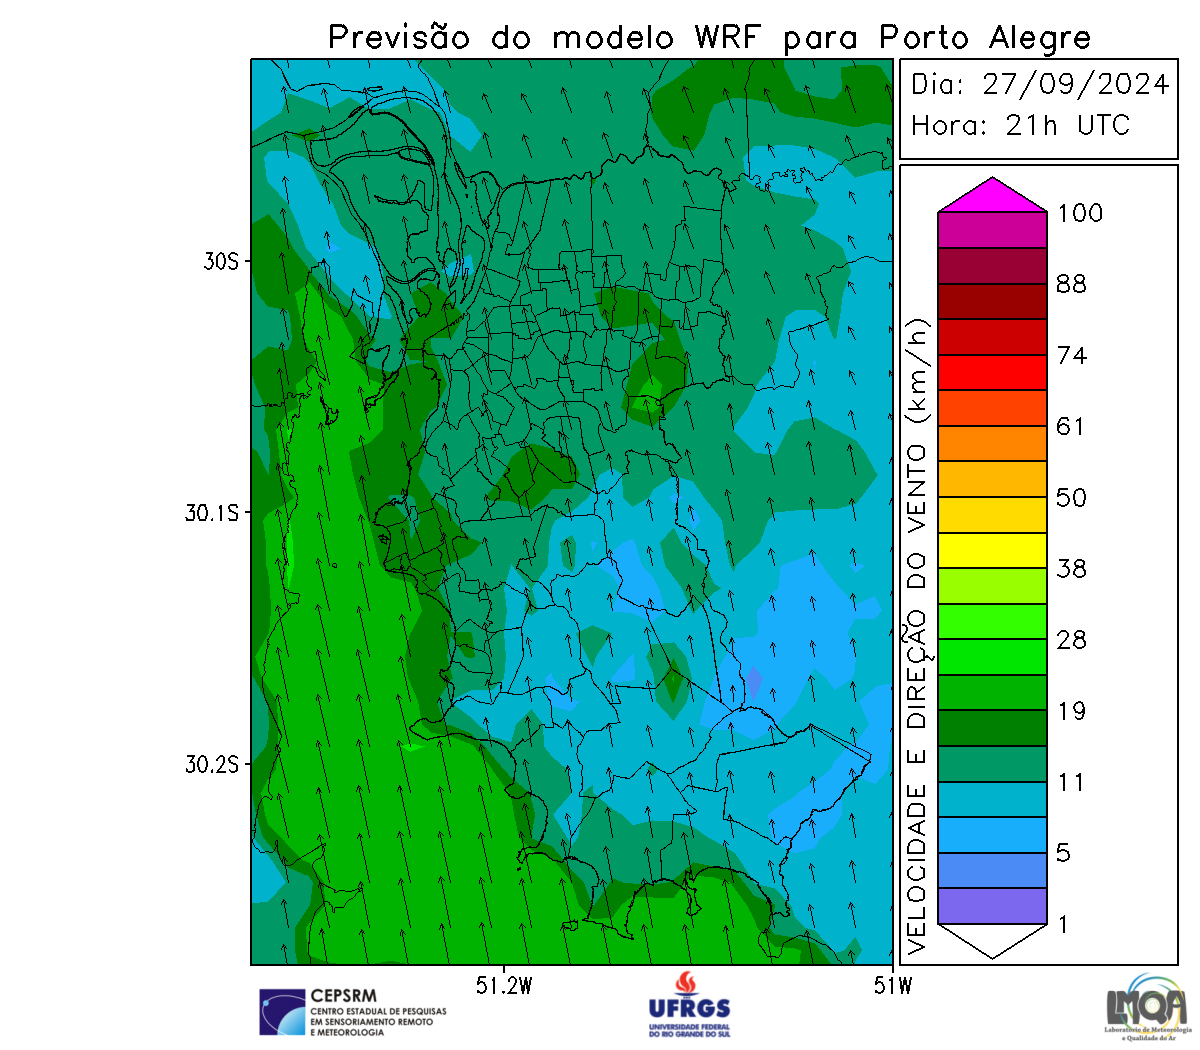 Previsão do modelo WRF para Porto Alegre
Dia: 27/09/2024
Hora: 21h UTC
30S
30.1S
30.2S
51.2W
51W
VELOCIDADE E DIREÇÃO DO VENTO (km/h)
100
88
74
61
50
38
28
19
11
5
1
CEPSRM
CENTRO ESTADUAL DE PESQUISAS
EM SENSORIAMENTO REMOTO
E METEOROLOGIA
UFRGS
UNIVERSIDADE FEDERAL
DO RIO GRANDE DO SUL
LMQA
Laboratório de Meteorologia
e Qualidade do Ar